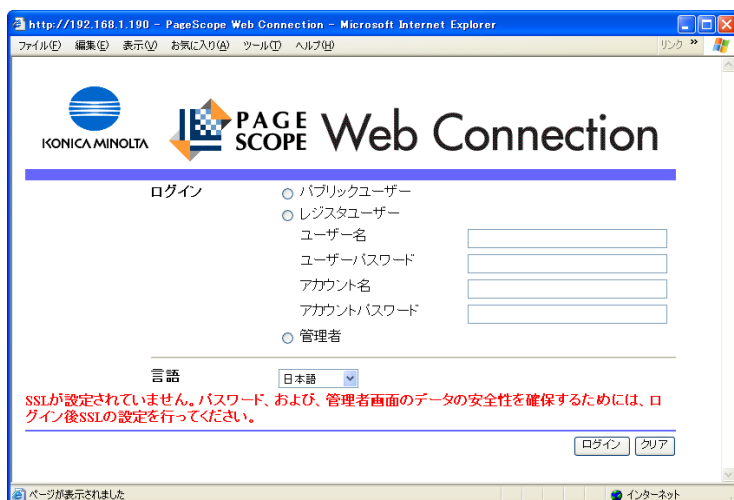 http://192.168.1.190 - PageScope Web Connection - Microsoft Internet Explorer
ファイル(F) 編集(E) 表示(V) お気に入り(A) ツール(T) ヘルプ(H) リンク »
KONICA MINOLTA
PAGE SCOPE Web Connection
ログイン
パブリックユーザー
レジスタユーザー
ユーザー名
ユーザーパスワード
アカウント名
アカウントパスワード
管理者
言語 日本語
SSLが設定されていません。パスワード、および、管理者画面のデータの安全性を確保するためには、ロ
グイン後SSLの設定を行ってください。
ログイン クリア
ページが表示されました インターネット